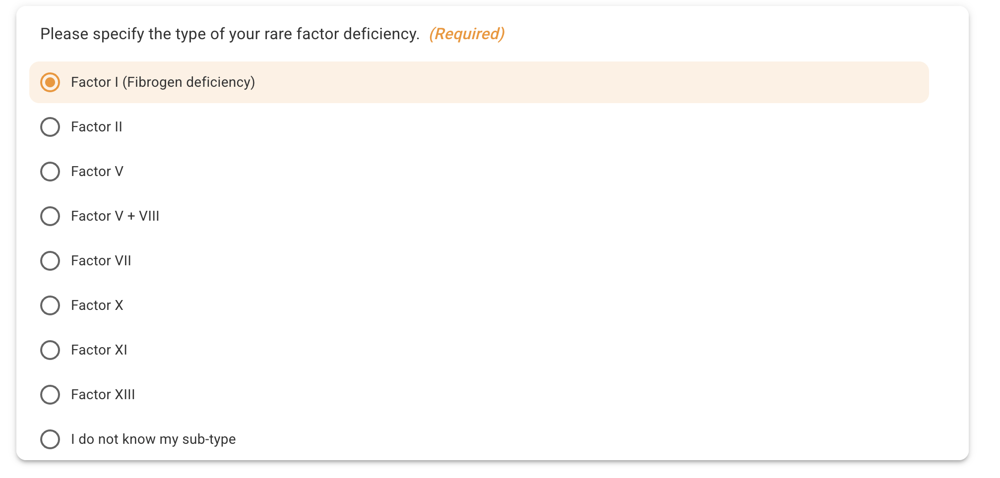 Please specify the type of your rare factor deficiency. (Required)
Factor I (Fibrogen deficiency)
Factor II
Factor V
Factor V + VIII
Factor VII
Factor X
Factor XI
Factor XIII
I do not know my sub-type